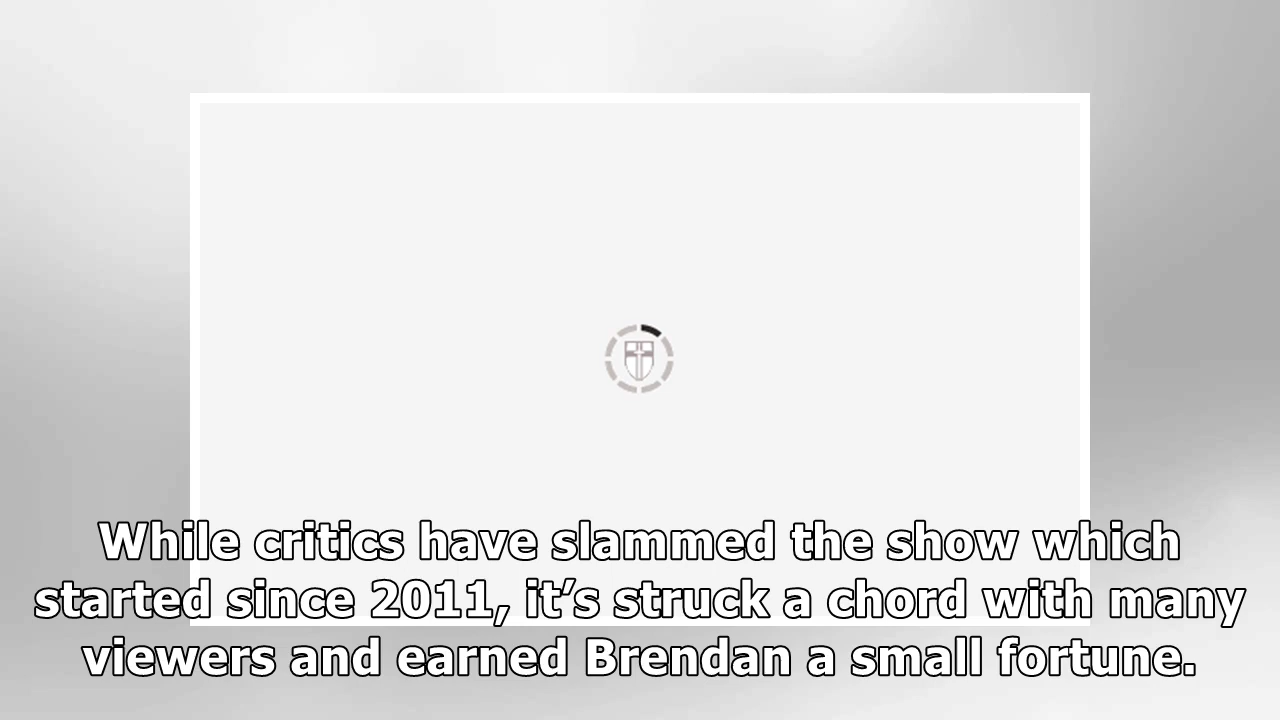 While critics have slammed the show which
started since 2011, it’s struck a chord with many
viewers and earned Brendan a small fortune.